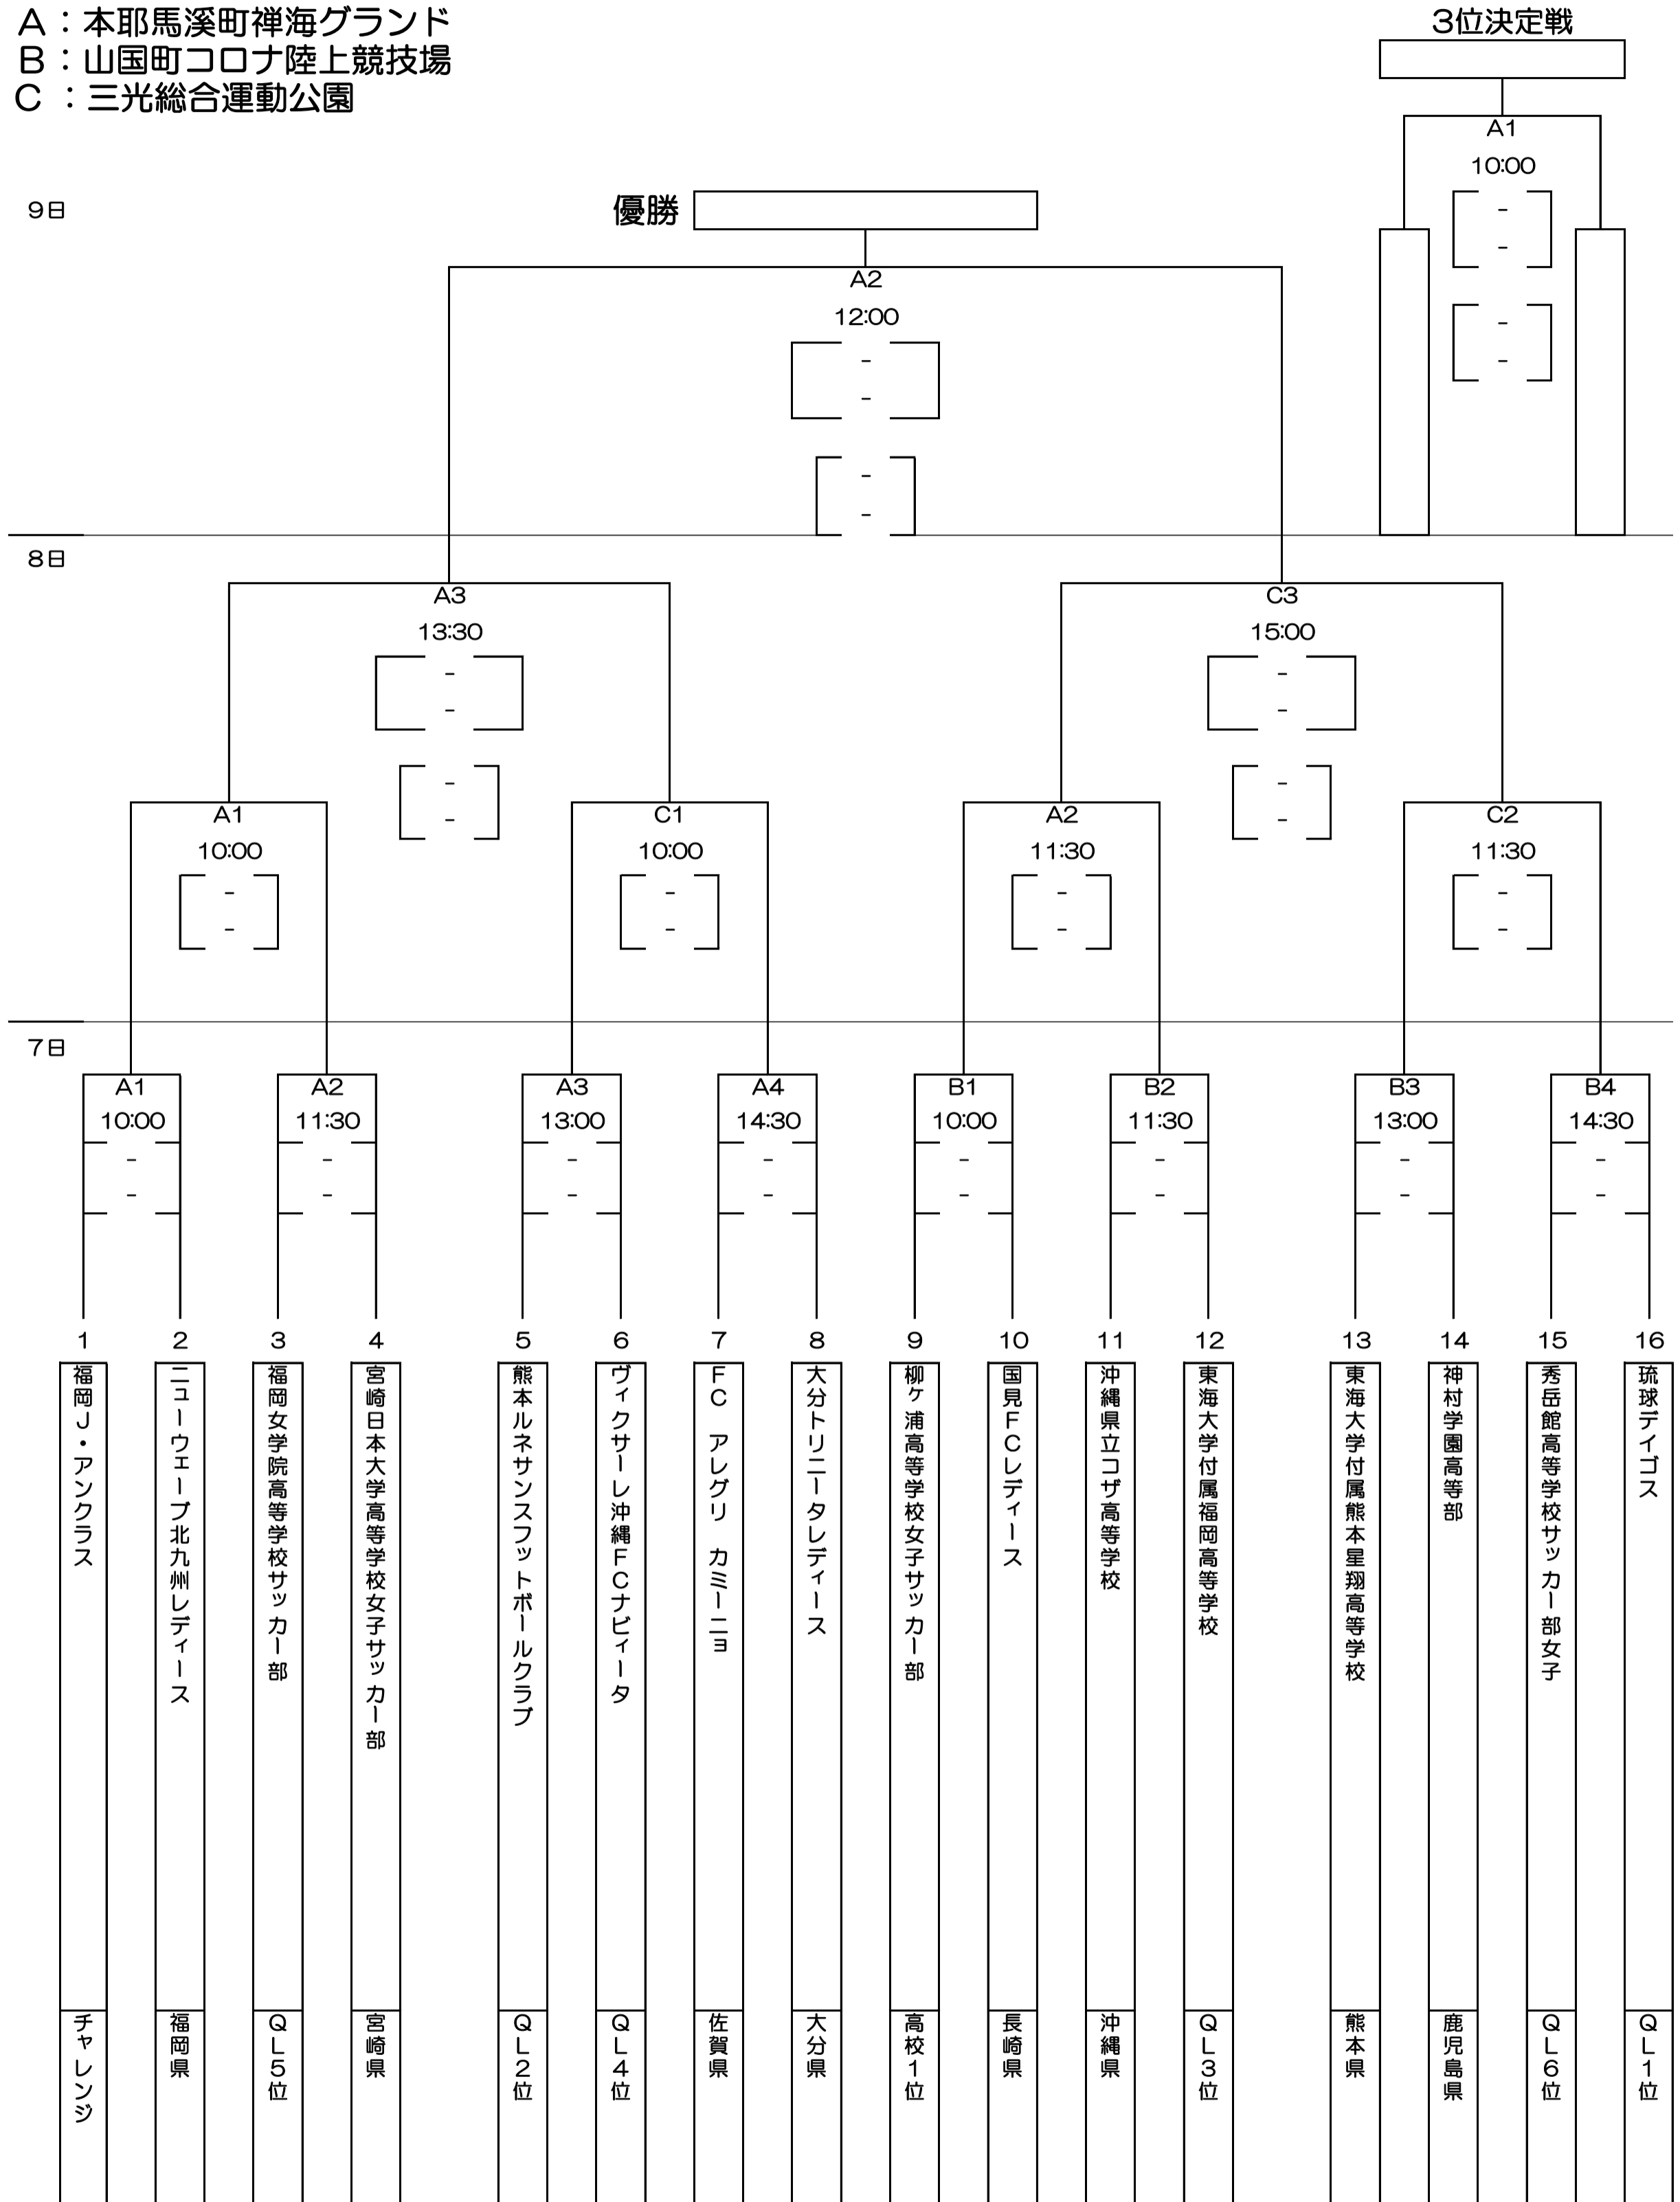 A：本耶馬溪町禅海グランド
B：山国町コロナ陸上競技場
C：三光総合運動公園
3位決定戦
A1
10:00
-
-
-
-
9日
優勝
A2
12:00
-
-
-
-
8日
A3
13:30
-
-
-
-
C3
15:00
-
-
-
-
A1
10:00
-
-
C1
10:00
-
-
A2
11:30
-
-
C2
11:30
-
-
7日
A1
10:00
-
-
A2
11:30
-
-
A3
13:00
-
-
A4
14:30
-
-
B1
10:00
-
-
B2
11:30
-
-
B3
13:00
-
-
B4
14:30
-
-
1
福岡J・アンクラス
チャレンジ
2
ニューウェーブ北九州レディース
福岡県
3
福岡女学院高等学校サッカー部
QL5位
4
宮崎日本大学高等学校女子サッカー部
宮崎県
5
熊本ルネサンスフットボールクラブ
QL2位
6
ヴィクサーレ沖縄FCナビィータ
QL4位
7
FC アレグリ カミーニョ
佐賀県
8
大分トリニータレディース
大分県
9
柳ヶ浦高等学校女子サッカー部
高校1位
10
国見FCレディース
長崎県
11
沖縄県立コザ高等学校
沖縄県
12
東海大学付属福岡高等学校
QL3位
13
東海大学付属熊本星翔高等学校
熊本県
14
神村学園高等部
鹿児島県
15
秀岳館高等学校サッカー部女子
QL6位
16
琉球デイゴス
QL1位